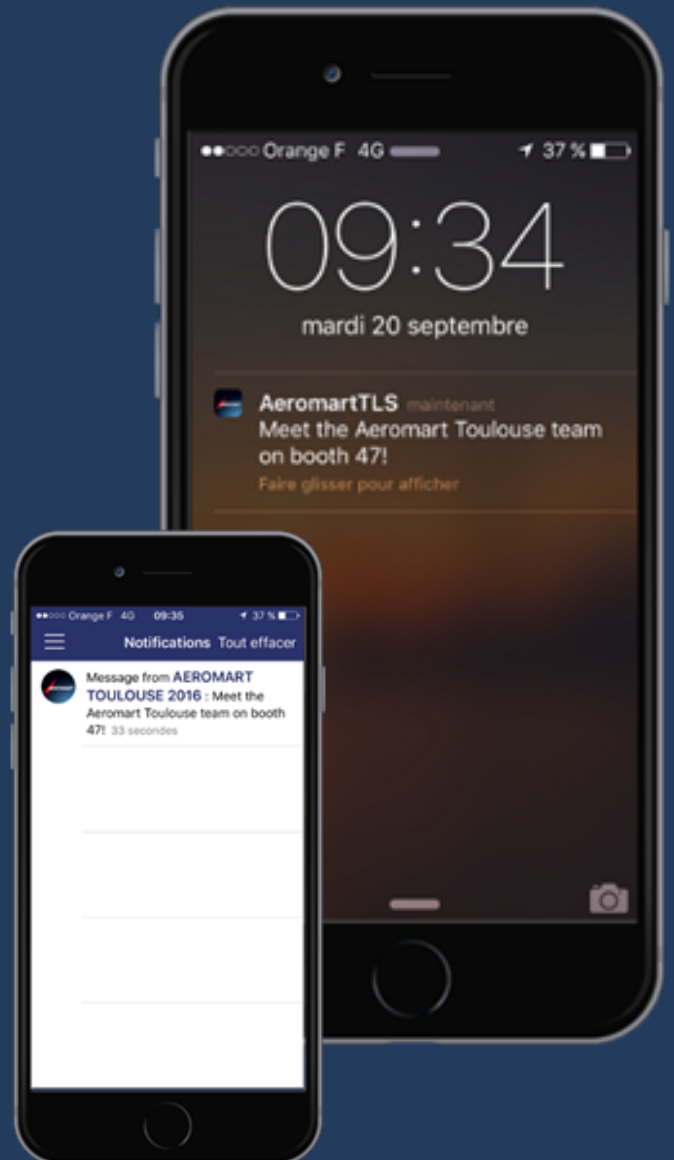 Orange F 4G 37 %
09:34
mardi 20 septembre
AeromartTLS maintenant
Meet the Aeromart Toulouse team
on booth 47!
Faire glisser pour afficher
Orange F 4G 09:35 37 %
Notifications Tout effacer
Message from AEROMART
TOULOUSE 2016 : Meet the
Aeromart Toulouse team on booth
47! 33 secondes